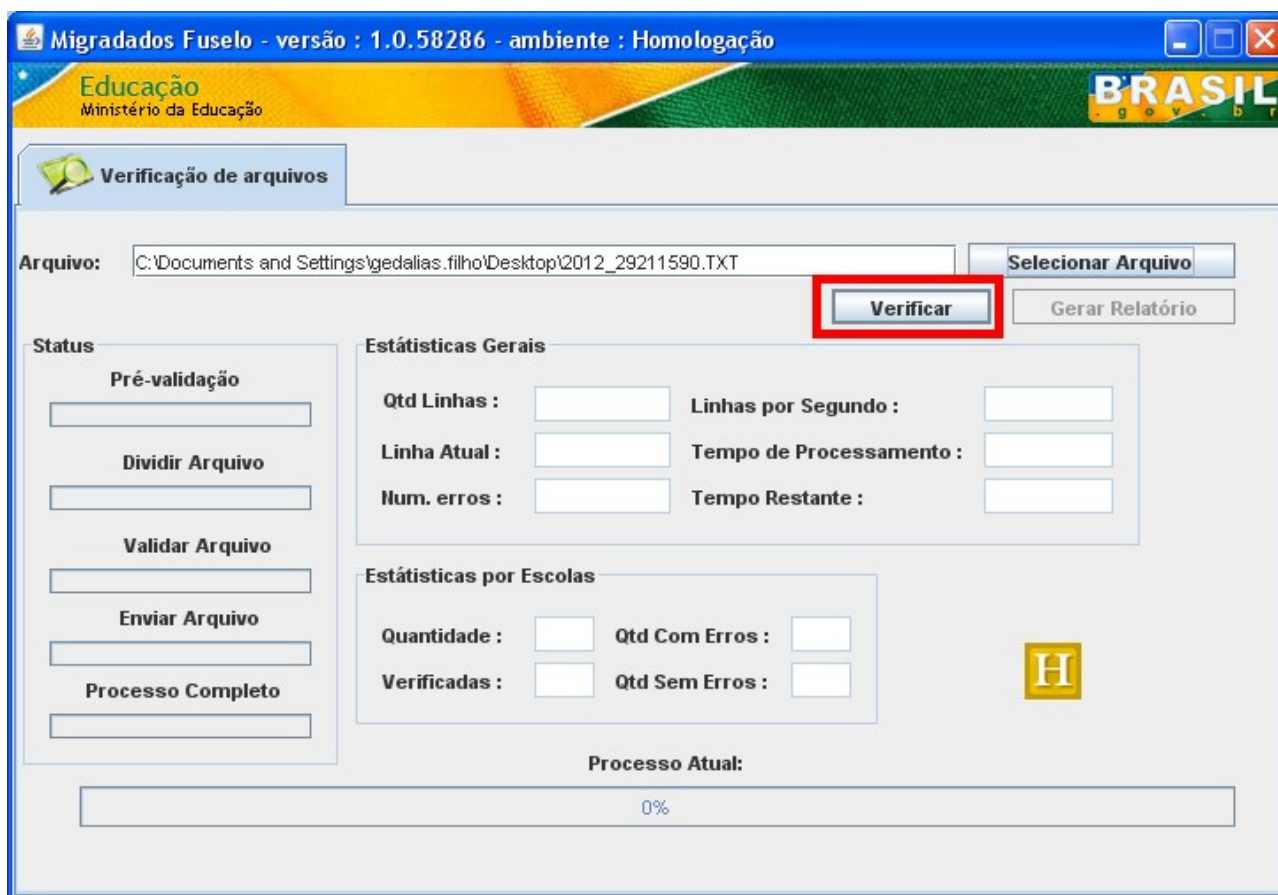 Migradados Fuselo - versão : 1.0.58286 - ambiente : Homologação
Educação
Ministério da Educação
BRASIL
.gov.br
Verificação de arquivos
Arquivo: C:\Documents and Settings\gedalias.filho\Desktop\2012_29211590.TXT Selecionar Arquivo
Verificar Gerar Relatório
Status
Pré-validação
Dividir Arquivo
Validar Arquivo
Enviar Arquivo
Processo Completo
Estátisticas Gerais
Qtd Linhas : Linhas por Segundo :
Linha Atual : Tempo de Processamento :
Num. erros : Tempo Restante :
Estátisticas por Escolas
Quantidade : Qtd Com Erros :
Verificadas : Qtd Sem Erros :
H
Processo Atual:
0%